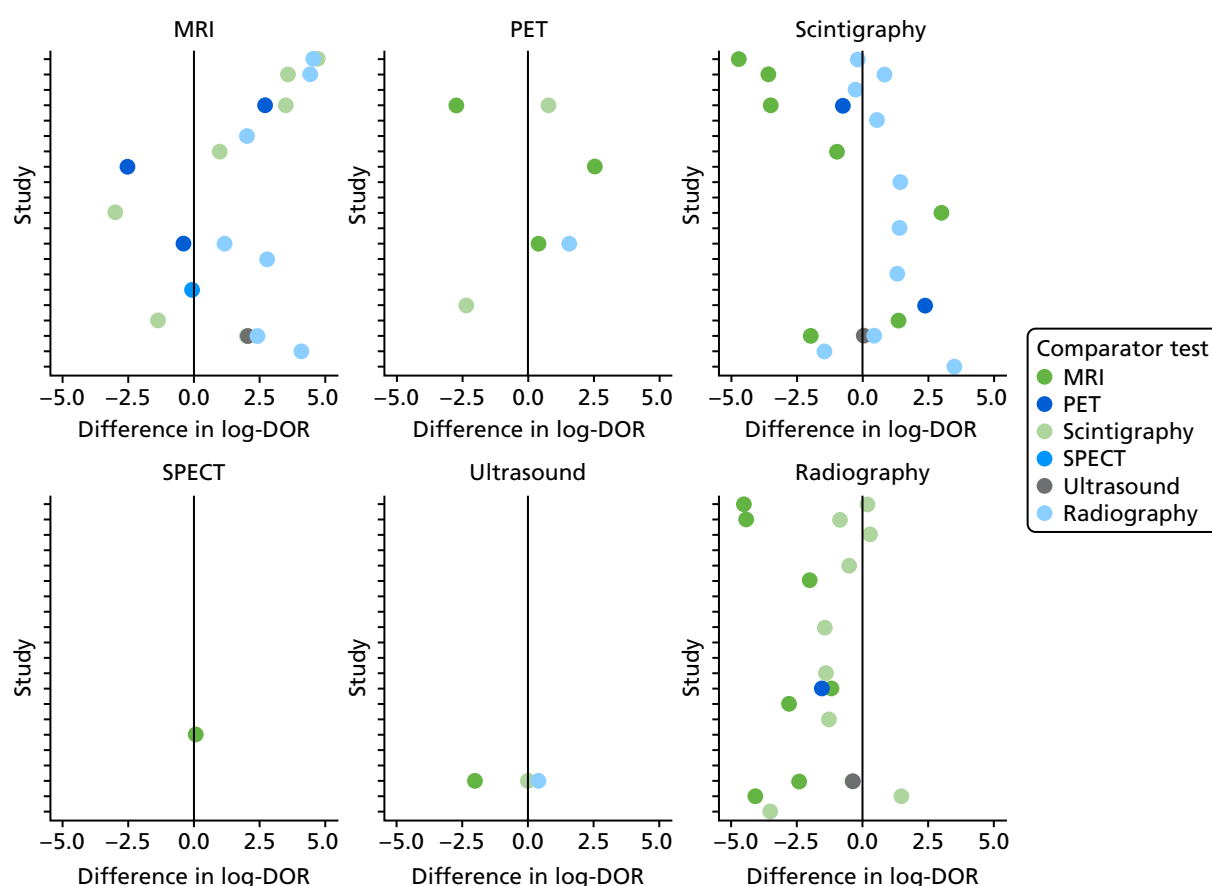 MRI
PET
Scintigraphy
Study
Study
Study
−5.0 −2.5 0.0 2.5 5.0
−5.0 −2.5 0.0 2.5 5.0
−5.0 −2.5 0.0 2.5 5.0
Difference in log-DOR
Difference in log-DOR
Difference in log-DOR
Comparator test
MRI
PET
Scintigraphy
SPECT
Ultrasound
Radiography
SPECT
Ultrasound
Radiography
Study
Study
Study
−5.0 −2.5 0.0 2.5 5.0
−5.0 −2.5 0.0 2.5 5.0
−5.0 −2.5 0.0 2.5 5.0
Difference in log-DOR
Difference in log-DOR
Difference in log-DOR